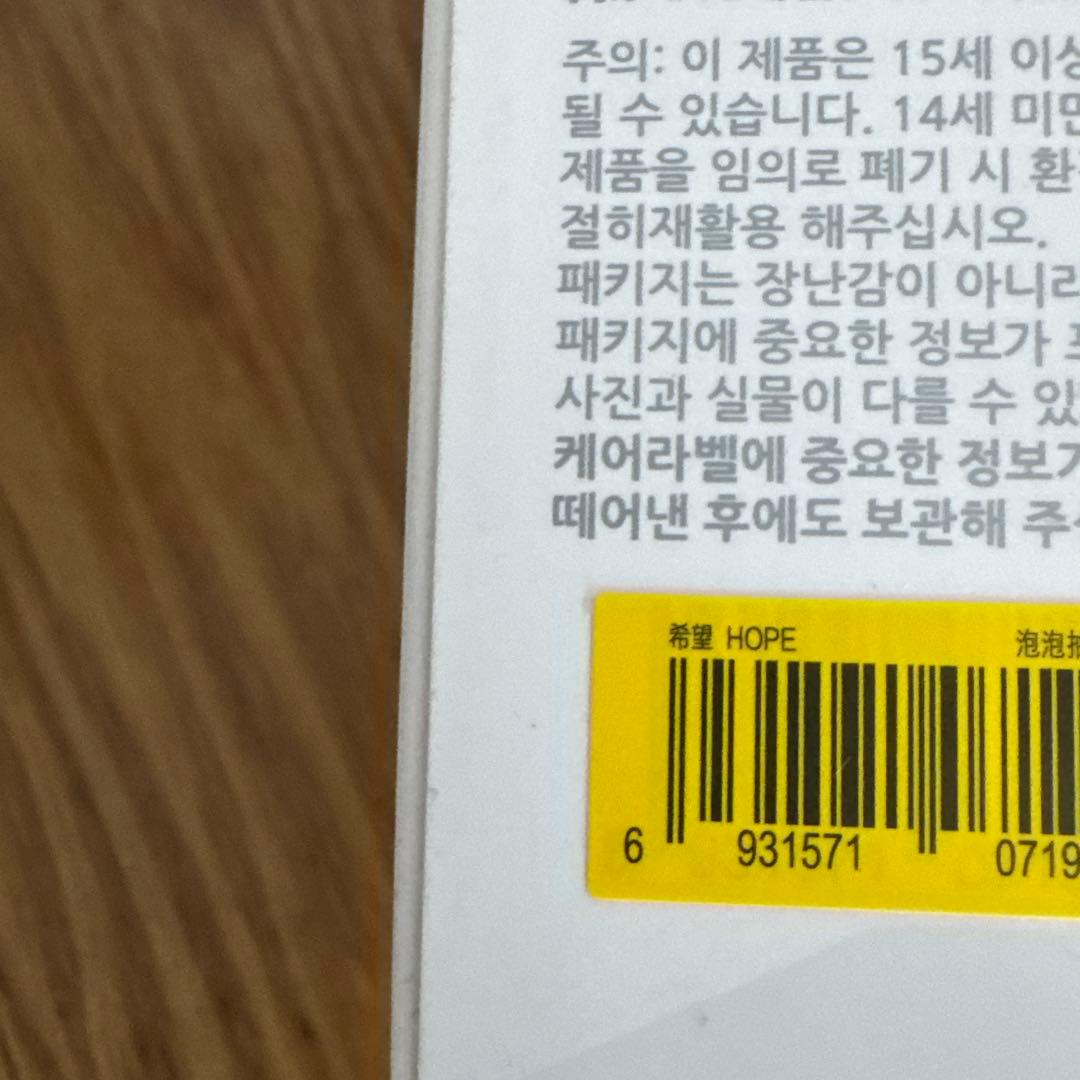 주의: 이 제품은 15세 이상
될 수 있습니다. 14세 미만
제품을 임의로 폐기 시
절히재활용 해주십시오.
패키지는 장난감이 아니라
패키지에 중요한 정보가
사진과 실물이 다를 수 있
케어라벨에 중요한 정보가
떼어낸 후에도 보관해
希望 HOPE 泡泡
6 931571 0719